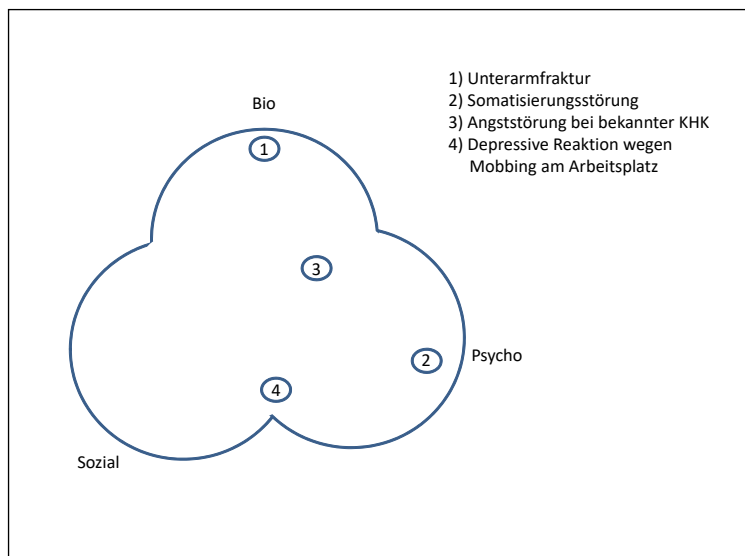 1) Unterarmfraktur
2) Somatisierungsstörung
3) Angststörung bei bekannter KHK
4) Depressive Reaktion wegen
Mobbing am Arbeitsplatz
Bio
1
3
2
Psycho
4
Sozial